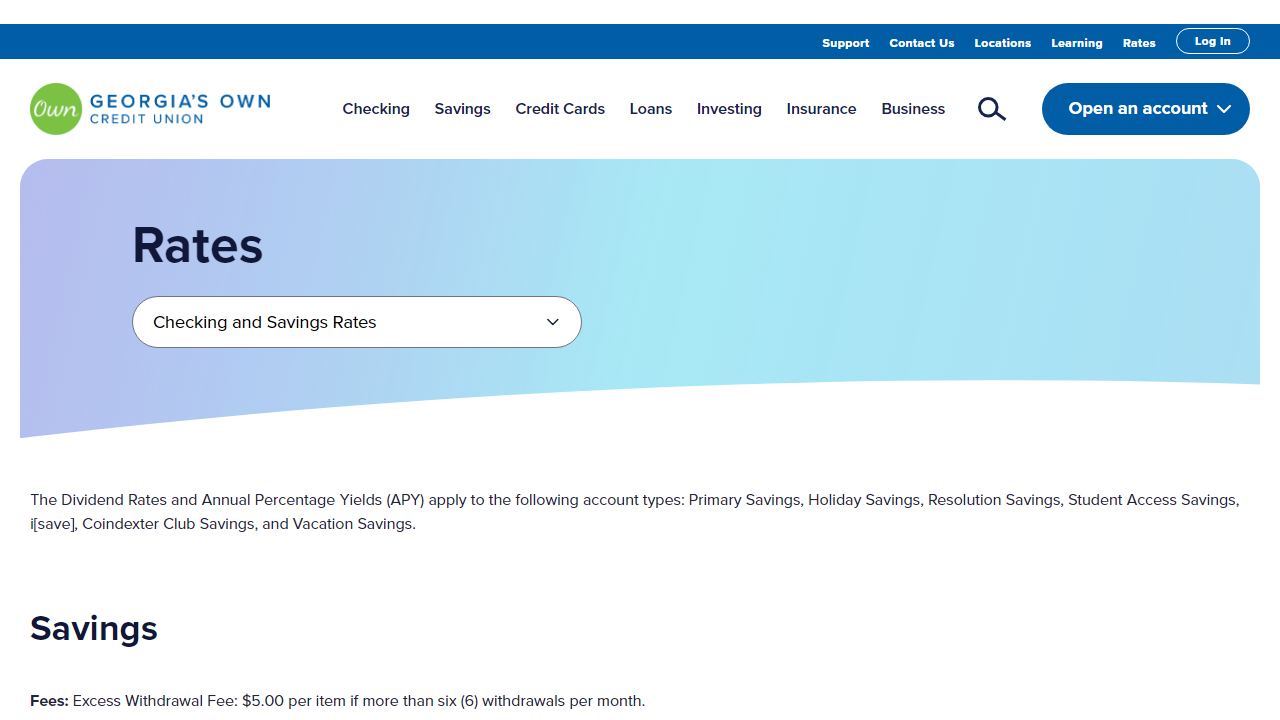 Support Contact Us Locations Learning Rates Log In
Own GEORGIA'S OWN
CREDIT UNION
Checking Savings Credit Cards Loans Investing Insurance Business Open an account
Rates
Checking and Savings Rates
The Dividend Rates and Annual Percentage Yields (APY) apply to the following account types: Primary Savings, Holiday Savings, Resolution Savings, Student Access Savings,
i[save], Coindexter Club Savings, and Vacation Savings.
Savings
Fees: Excess Withdrawal Fee: $5.00 per item if more than six (6) withdrawals per month.